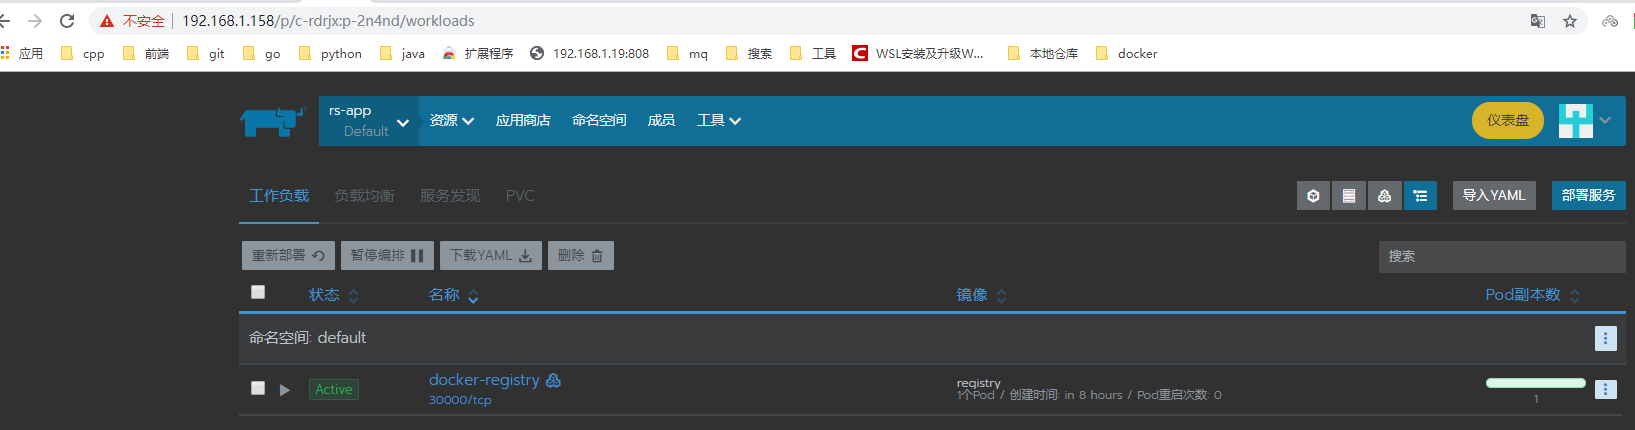 不安全 192.168.1.158/p/c-rdrjx:p-2n4nd/workloads
应用 cpp 前端 git go python java 扩展程序 192.168.1.19:808 mq 搜索 工具 WSL安装及升级W... 本地仓库 docker
rs-app
Default
资源 应用商店 命名空间 成员 工具 仪表盘
工作负载 负载均衡 服务发现 PVC 导入YAML 部署服务
重新部署 暂停编排 下载YAML 删除 搜索
状态 名称 镜像 Pod副本数
命名空间: default
Active docker-registry registry
30000/tcp 1个Pod / 创建时间: in 8 hours / Pod重启次数: 0 1